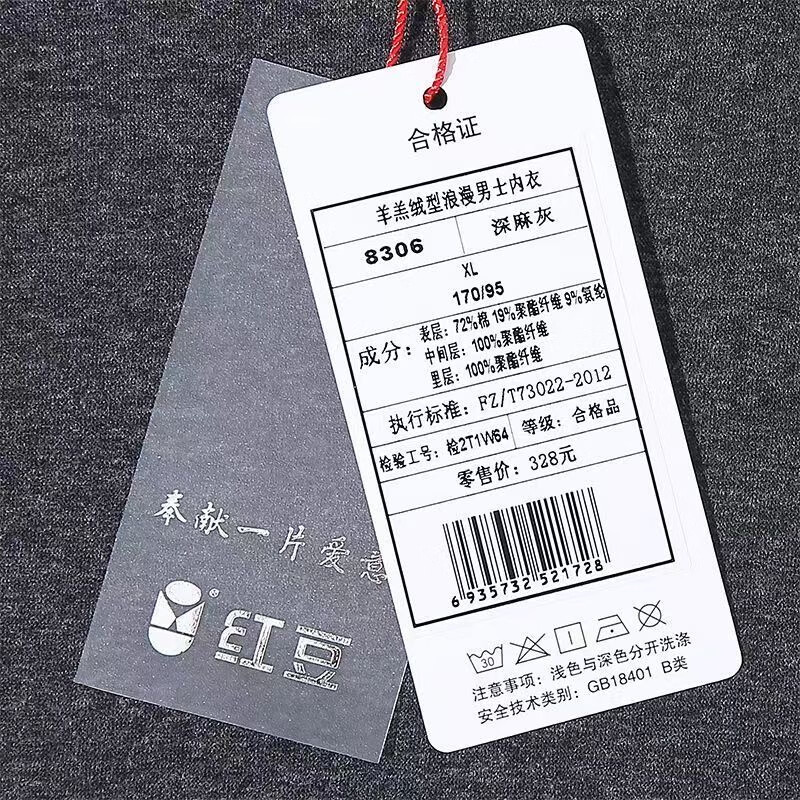 合格证
羊羔绒型浪漫男士内衣
8306 深麻灰
XL
170/95
成分：
表层：72%棉 19%聚酯纤维 9%氨纶
中间层：100%聚酯纤维
里层：100%聚酯纤维
执行标准：FZ/T73022-2012
检验工号：检2T1W64 等级：合格品
零售价：328元
6 935732 521728
30
注意事项：浅色与深色分开洗涤
安全技术类别：GB18401 B类
奉献一片爱意
®
红豆